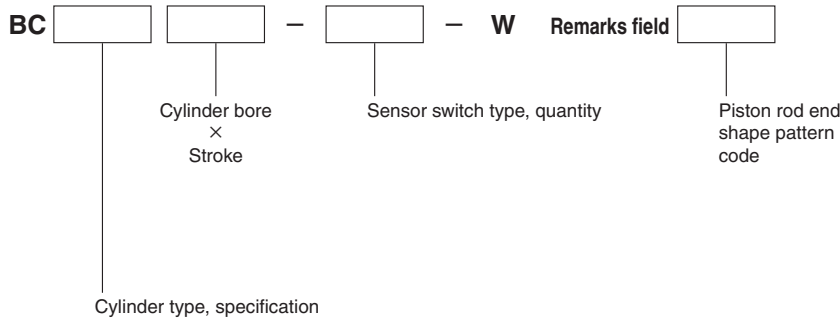 BC – – W Remarks field
Cylinder bore
×
Stroke
Sensor switch type, quantity
Piston rod end
shape pattern
code
Cylinder type, specification